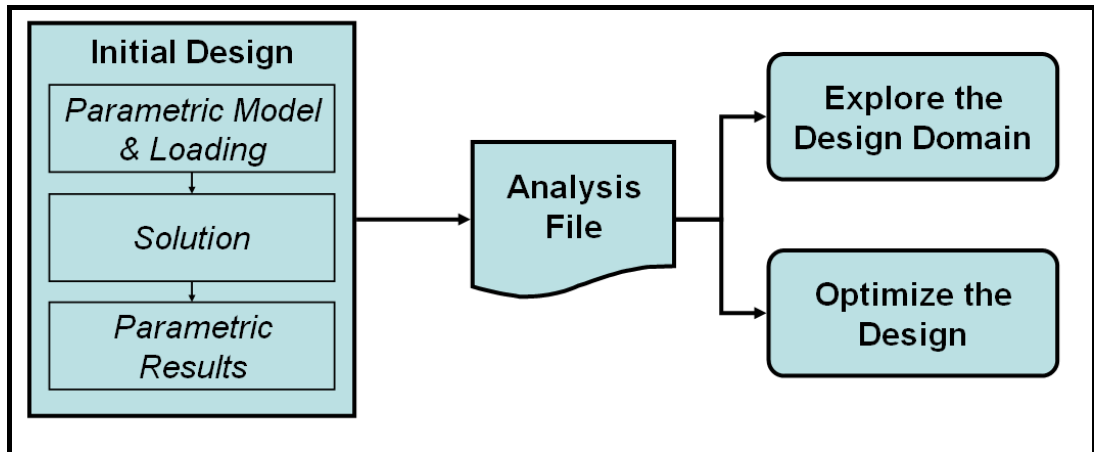 Initial Design
Parametric Model
& Loading
Solution
Parametric
Results
Analysis
File
Explore the
Design Domain
Optimize the
Design